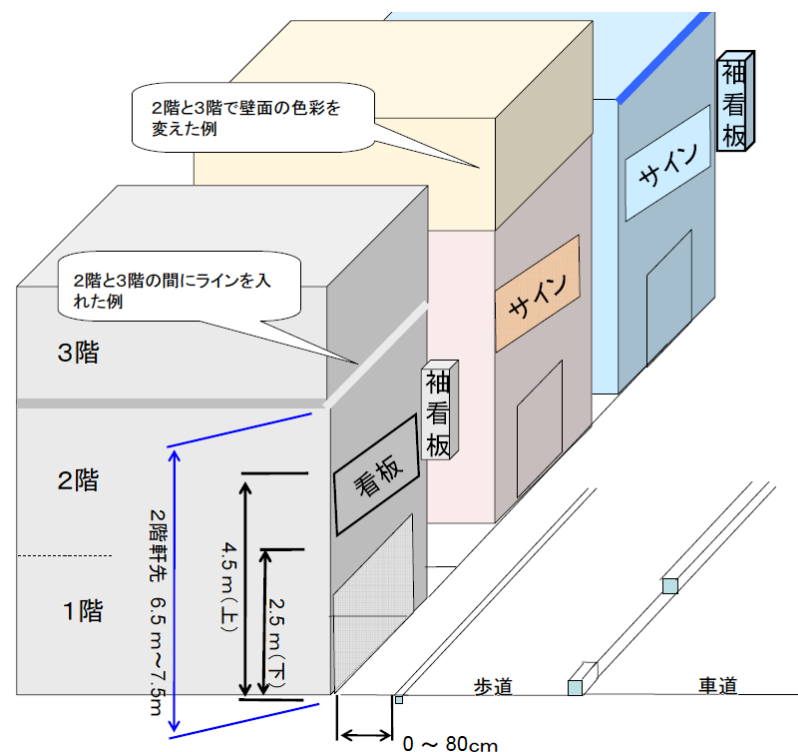 袖看板
2階と3階で壁面の色彩を
変えた例
サイン
2階と3階の間にラインを入
れた例
サイン
3階
袖看板
2階
看板
2階軒先 6.5m~7.5m
4.5m(上)
2.5m(下)
1階
歩道
車道
0 ~ 80cm